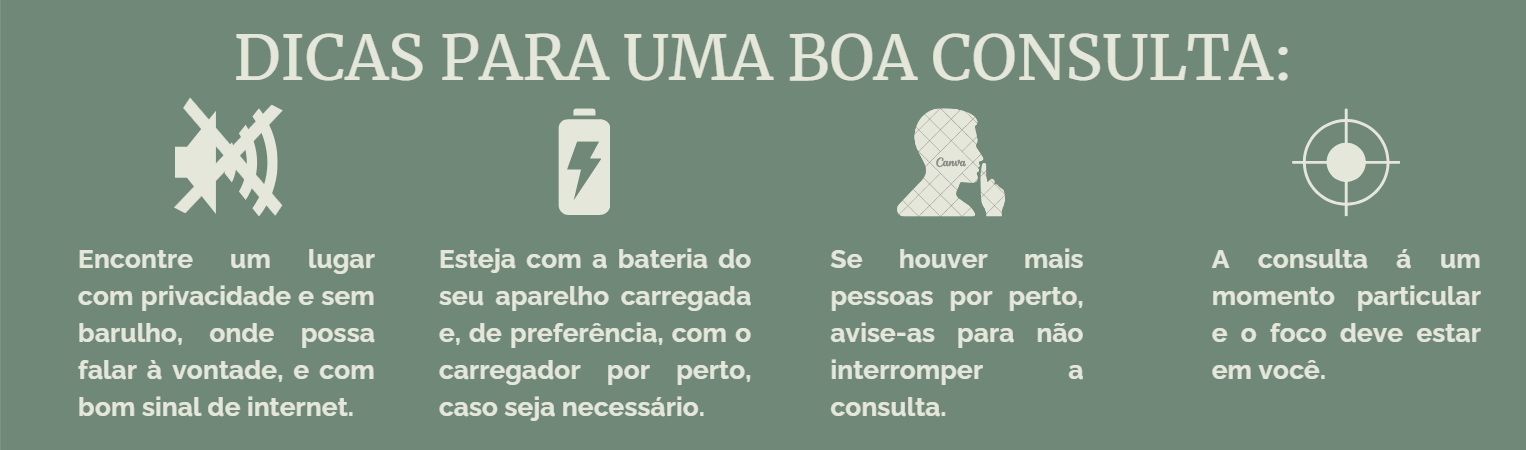 DICAS PARA UMA BOA CONSULTA:
Canva
Encontre um lugar
com privacidade e sem
barulho, onde possa
falar à vontade, e com
bom sinal de internet.
Esteja com a bateria do
seu aparelho carregada
e, de preferência, com o
carregador por perto,
caso seja necessário.
Se houver mais
pessoas por perto,
avise-as para não
interromper a
consulta.
A consulta á um
momento particular
e o foco deve estar
em você.